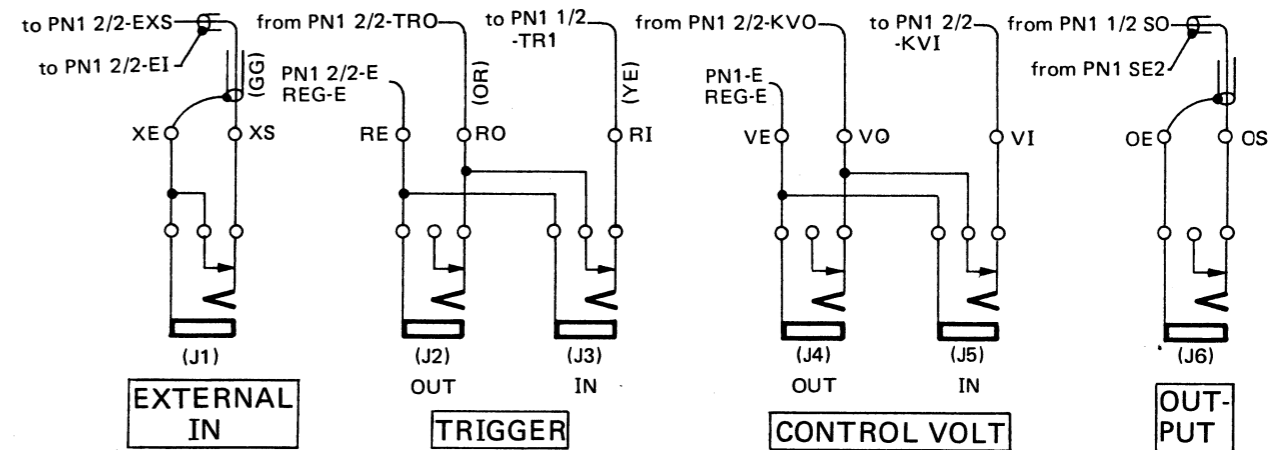 to PN1 2/2-EXS
to PN1 2/2-EI
(GG)
XE
XS
(J1)
EXTERNAL
IN
from PN1 2/2-TRO
PN1 2/2-E
REG-E
(OR)
to PN1 1/2
-TR1
(YE)
RE
RO
RI
(J2)
OUT
(J3)
IN
TRIGGER
from PN1 2/2-KVO
PN1-E
REG-E
to PN1 2/2
-KVI
VE
VO
VI
(J4)
OUT
(J5)
IN
CONTROL VOLT
from PN1 1/2 SO
from PN1 SE2
OE
OS
(J6)
OUT-
PUT